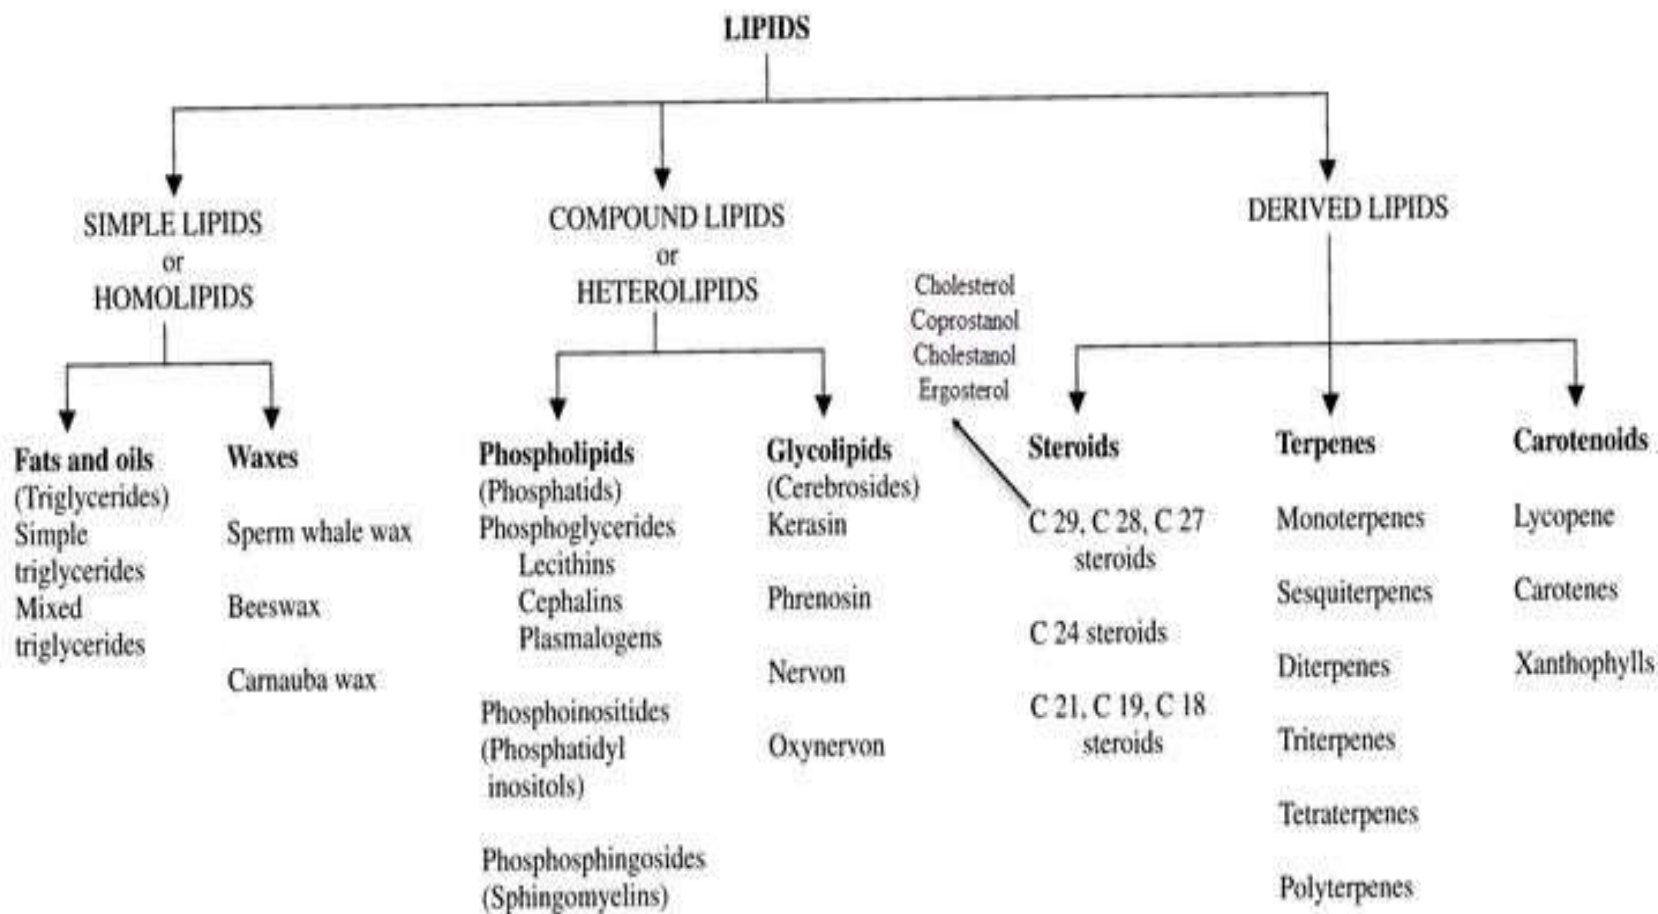 LIPIDS
SIMPLE LIPIDS
or
HOMOLIPIDS
COMPOUND LIPIDS
or
HETEROLIPIDS
DERIVED LIPIDS
Fats and oils
(Triglycerides)
Simple
triglycerides
Mixed
triglycerides
Waxes
Sperm whale wax
Beeswax
Carnauba wax
Phospholipids
(Phosphatids)
Phosphoglycerides
Lecithins
Cephalins
Plasmalogens
Phosphoinositides
(Phosphatidyl
inositols)
Phosphosphingosides
(Sphingomyelins)
Glycolipids
(Cerebrosides)
Kerasin
Phrenosin
Nervon
Oxynervon
Cholesterol
Coprostanol
Cholestanol
Ergosterol
Steroids
C 29, C 28, C 27
steroids
C 24 steroids
C 21, C 19, C 18
steroids
Terpenes
Monoterpenes
Sesquiterpenes
Diterpenes
Triterpenes
Tetraterpenes
Polyterpenes
Carotenoids
Lycopene
Carotenes
Xanthophylls